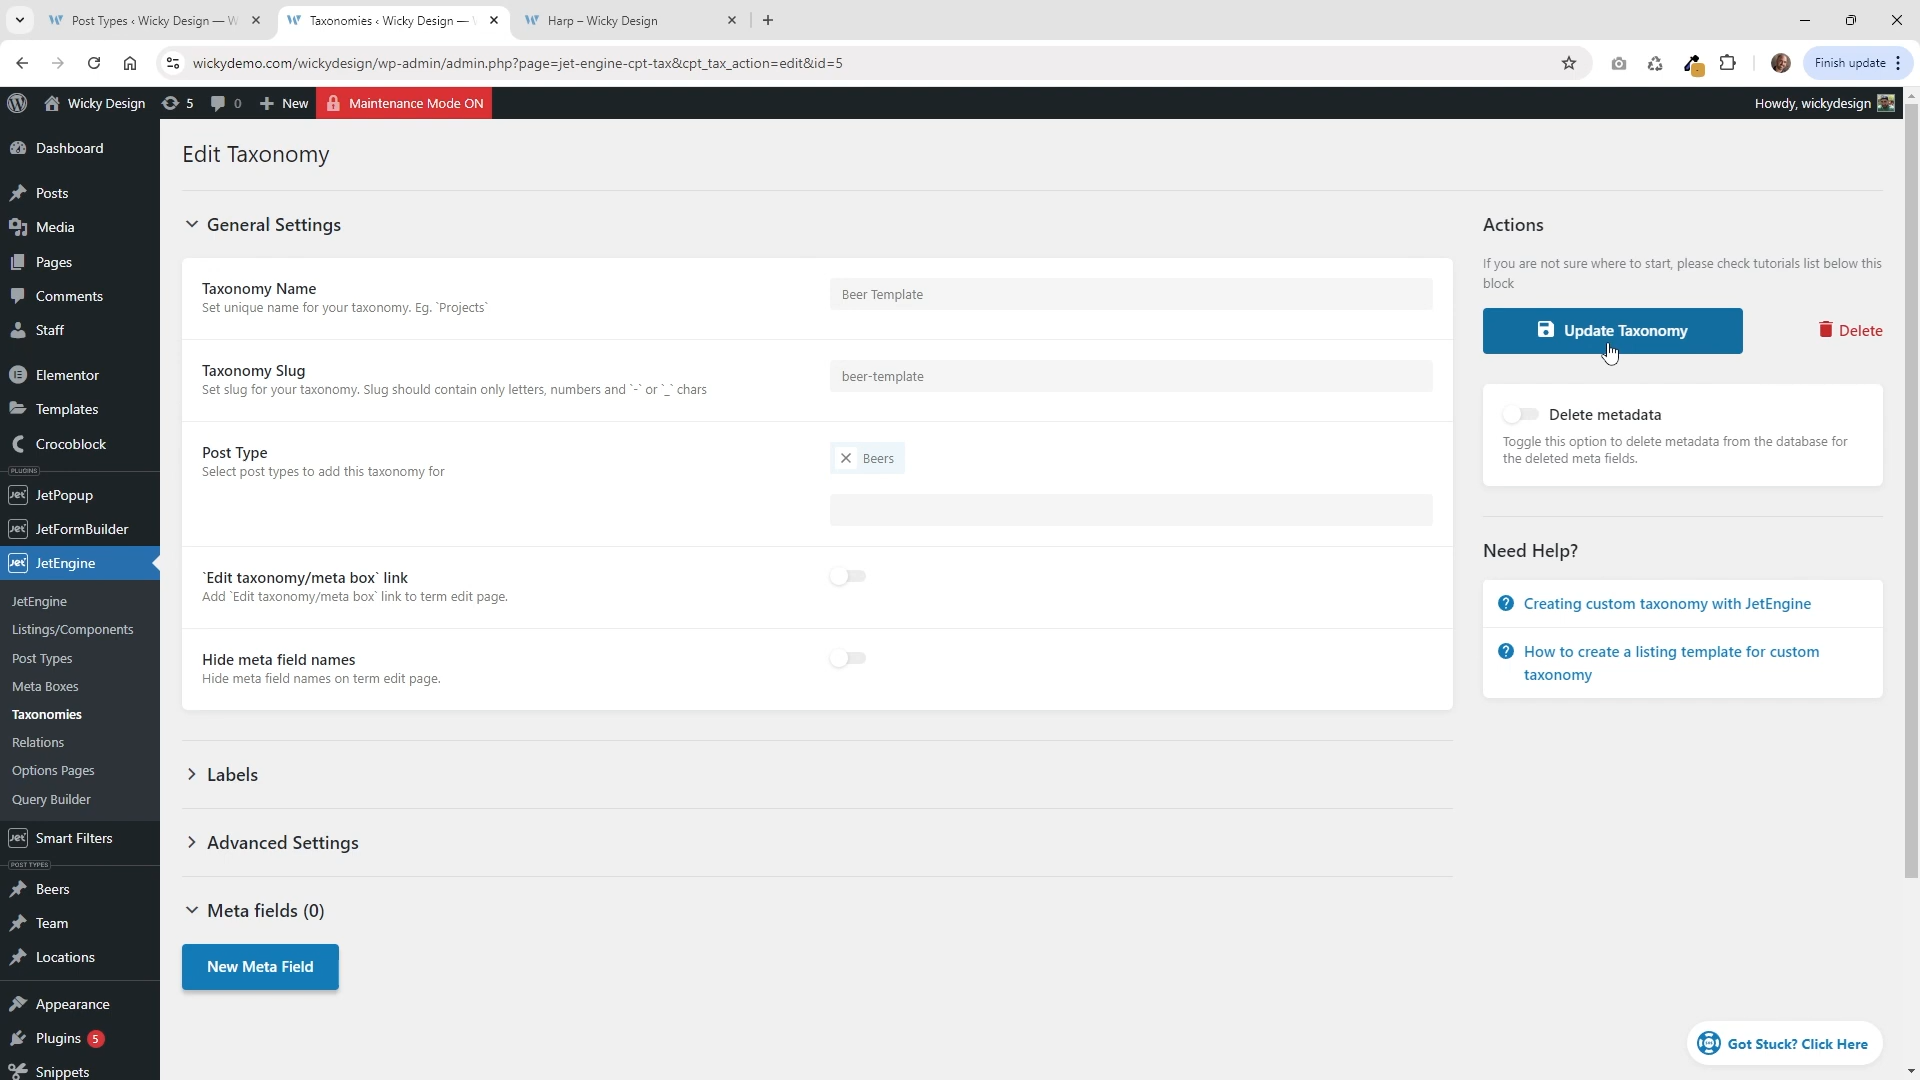 Post Types ‹ Wicky Design — W
Taxonomies ‹ Wicky Design —
Harp – Wicky Design
wickydemo.com/wickydesign/wp-admin/admin.php?page=jet-engine-cpt-tax&cpt_tax_action=edit&id=5
Finish update
Wicky Design
5
0
New
Maintenance Mode ON
Howdy, wickydesign
Dashboard
Posts
Media
Pages
Comments
Staff
Elementor
Templates
Crocoblock
PLUGINS
Jet JetPopup
Jet JetFormBuilder
Jet JetEngine
JetEngine
Listings/Components
Post Types
Meta Boxes
Taxonomies
Relations
Options Pages
Query Builder
Jet Smart Filters
POST TYPES
Beers
Team
Locations
Appearance
Plugins 5
Snippets
Edit Taxonomy
General Settings
Taxonomy Name
Set unique name for your taxonomy. Eg. `Projects`
Beer Template
Taxonomy Slug
Set slug for your taxonomy. Slug should contain only letters, numbers and `-` or `_` chars
beer-template
Post Type
Select post types to add this taxonomy for
Beers
`Edit taxonomy/meta box` link
Add `Edit taxonomy/meta box` link to term edit page.
Hide meta field names
Hide meta field names on term edit page.
Labels
Advanced Settings
Meta fields (0)
New Meta Field
Actions
If you are not sure where to start, please check tutorials list below this
block
Update Taxonomy
Delete
Delete metadata
Toggle this option to delete metadata from the database for
the deleted meta fields.
Need Help?
Creating custom taxonomy with JetEngine
How to create a listing template for custom
taxonomy
Got Stuck? Click Here